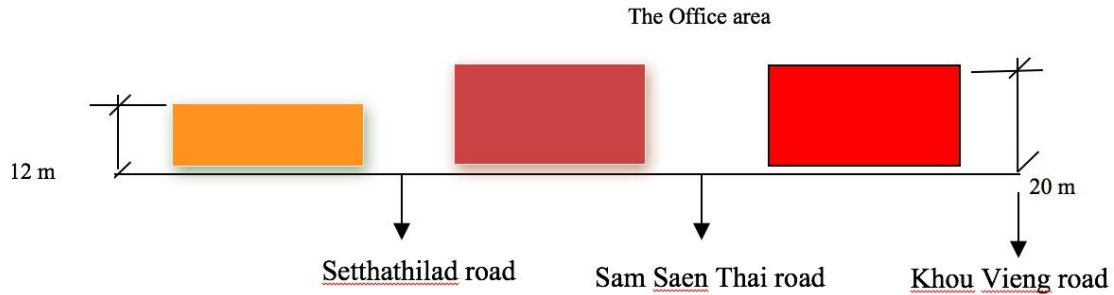 The Office area
12 m
20 m
Setthathilad road
Sam Saen Thai road
Khou Vieng road